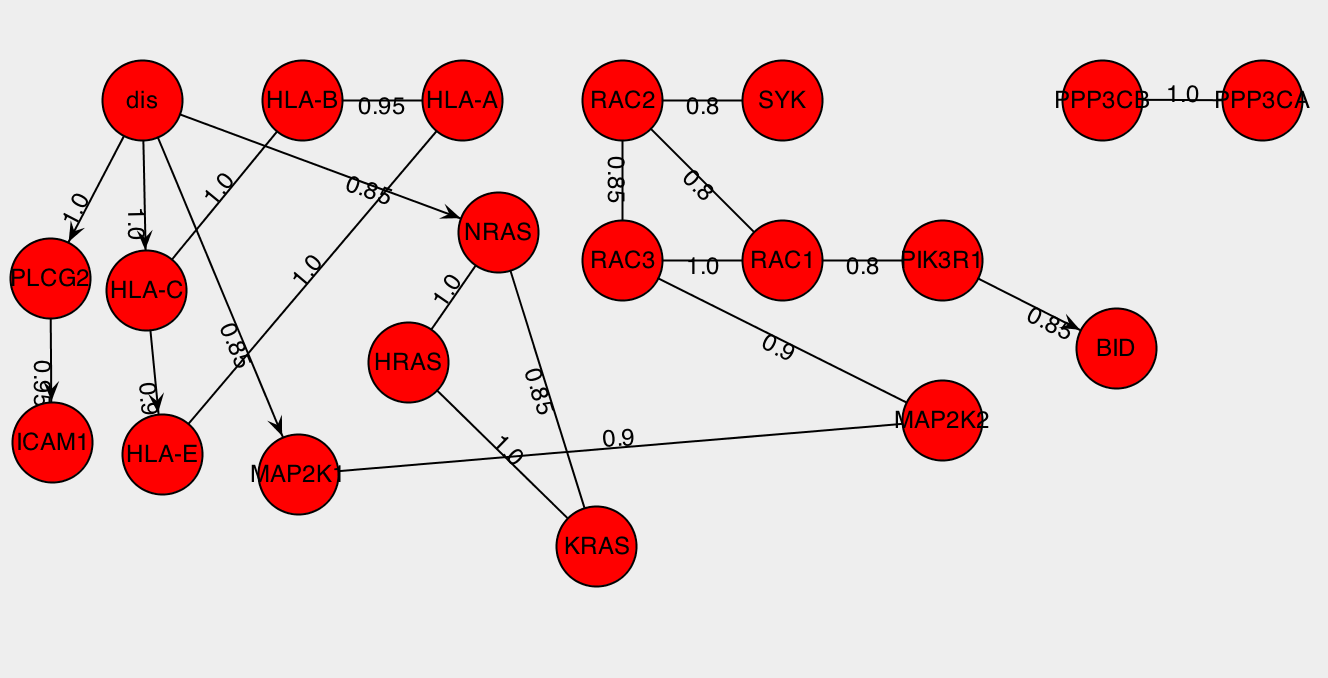 dis
HLA-B
0.95
HLA-A
RAC2
0.8
SYK
PPP3CB
1.0
PPP3CA
1.0
1.0
1.0
0.85
0.85
0.8
NRAS
PLCG2
HLA-C
1.0
1.0
RAC3
1.0
RAC1
0.8
PIK3R1
0.85
BID
0.95
0.9
0.85
HRAS
0.85
0.9
ICAM1
HLA-E
MAP2K1
1.0
0.9
MAP2K2
KRAS